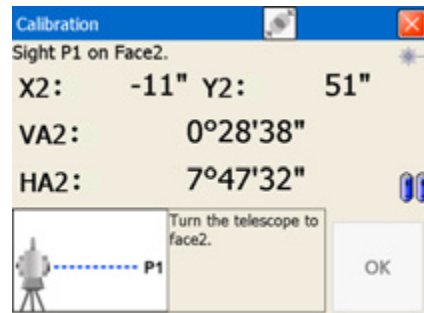 Calibration
Sight P1 on Face2.
X2: -11" Y2: 51"
VA2: 0°28'38"
HA2: 7°47'32"
Turn the telescope to
face2.
P1
OK